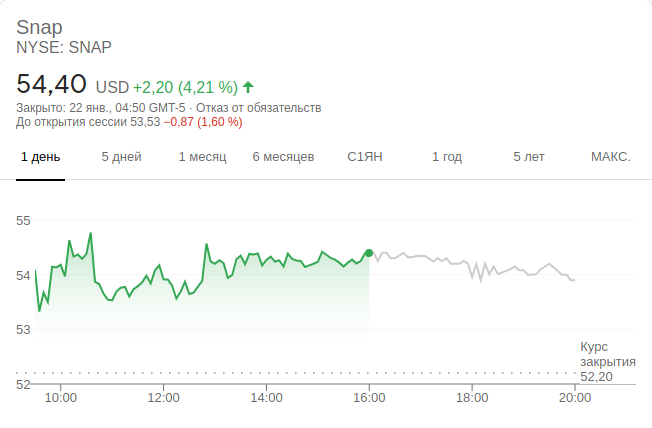 Snap
NYSE: SNAP
54,40 USD +2,20 (4,21 %)
Закрыто: 22 янв., 04:50 GMT-5 · Отказ от обязательств
До открытия сессии 53,53 −0,87 (1,60 %)
1 день 5 дней 1 месяц 6 месяцев С1ЯН 1 год 5 лет МАКС.
55
54
53
Курс
закрытия
52,20
52
10:00 12:00 14:00 16:00 18:00 20:00